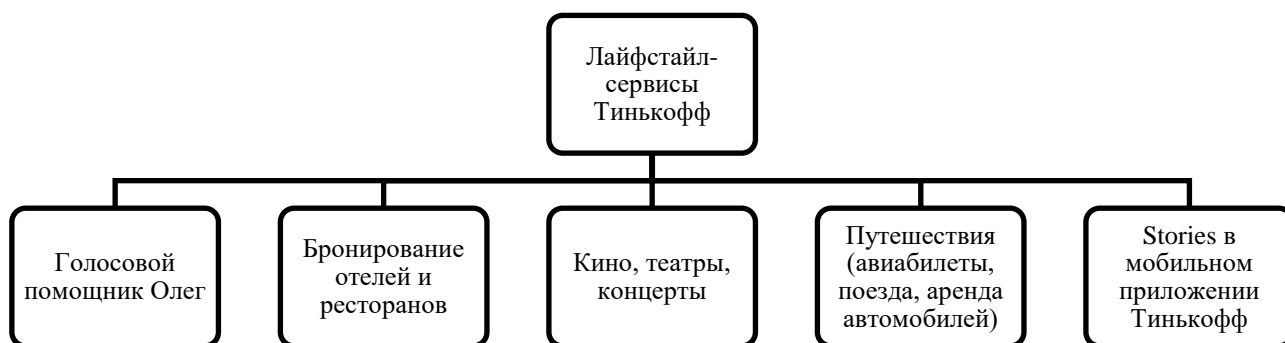 Лайфстайл-
сервисы
Тинькофф
Голосовой
помощник Олег
Бронирование
отелей и
ресторанов
Кино, театры,
концерты
Путешествия
(авиабилеты,
поезда, аренда
автомобилей)
Stories в
мобильном
приложении
Тинькофф